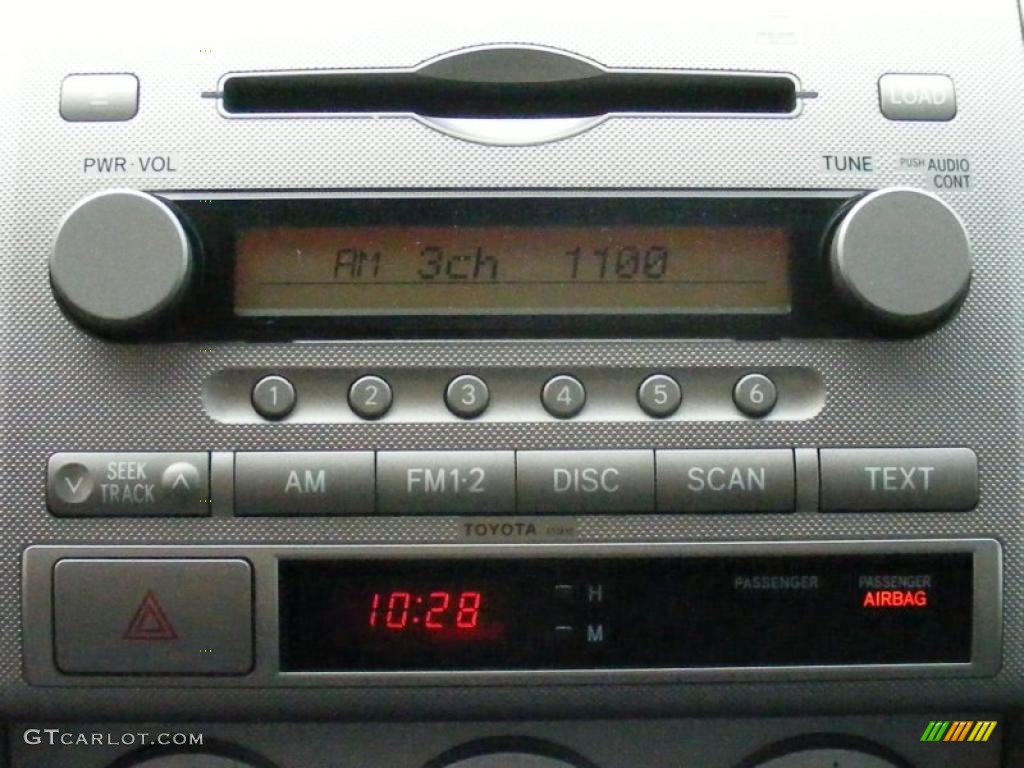 LOAD
PWR·VOL
TUNE
PUSH AUDIO
CONT
AM 3ch 1100
1 2 3 4 5 6
SEEK
TRACK
AM
FM1·2
DISC
SCAN
TEXT
TOYOTA
10:28
H
M
PASSENGER
PASSENGER
AIRBAG
GTCARLOT.COM